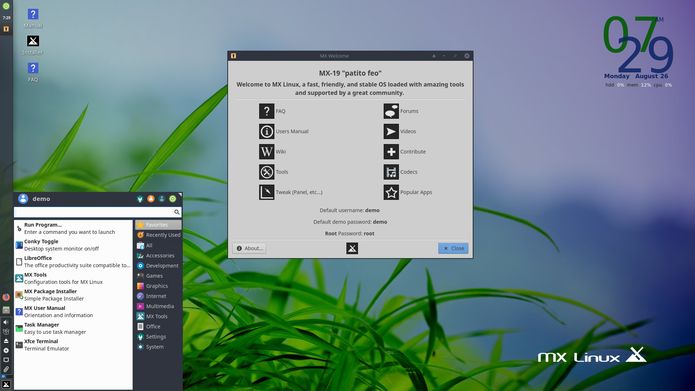 7:29
Manual
Installer
FAQ
MX Welcome
MX-19 "patito feo"
Welcome to MX Linux, a fast, friendly, and stable OS loaded with amazing tools
and supported by a great community.
FAQ
Forums
Users Manual
Videos
Wiki
Contribute
Tools
Codecs
Tweak (Panel, etc...)
Popular Apps
Default username: demo
Default demo password: demo
Root Password: root
About...
Close
07
AM
29
Monday August 26
hdd 0% mem 12% cpu 0%
demo
Run Program...
Enter a command you want to launch
Conky Toggle
Desktop system monitor on/off
LibreOffice
The office productivity suite compatible to...
MX Tools
Configuration tools for MX Linux
MX Package Installer
Simple Package Installer
MX User Manual
Orientation and information
Task Manager
Easy to use task manager
Xfce Terminal
Terminal Emulator
Favorites
Recently Used
All
Accessories
Development
Games
Graphics
Internet
Multimedia
MX Tools
Office
Settings
System
MX Linux